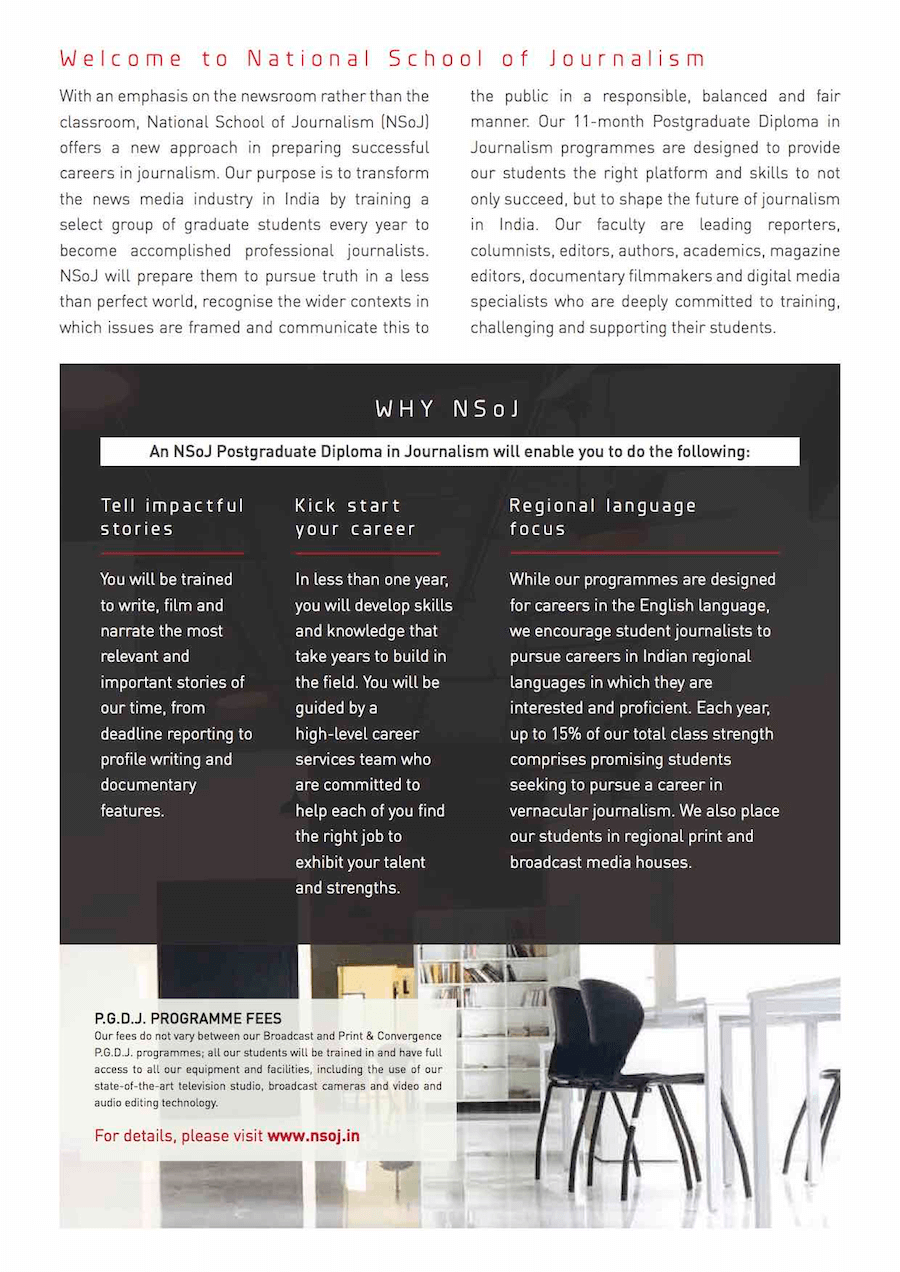 Welcome to National School of Journalism
With an emphasis on the newsroom rather than the
classroom, National School of Journalism (NSoJ)
offers a new approach in preparing successful
careers in journalism. Our purpose is to transform
the news media industry in India by training a
select group of graduate students every year to
become accomplished professional journalists.
NSoJ will prepare them to pursue truth in a less
than perfect world, recognise the wider contexts in
which issues are framed and communicate this to
the public in a responsible, balanced and fair
manner. Our 11-month Postgraduate Diploma in
Journalism programmes are designed to provide
our students the right platform and skills to not
only succeed, but to shape the future of journalism
in India. Our faculty are leading reporters,
columnists, editors, authors, academics, magazine
editors, documentary filmmakers and digital media
specialists who are deeply committed to training,
challenging and supporting their students.
WHY NSoJ
An NSoJ Postgraduate Diploma in Journalism will enable you to do the following:
Tell impactful
stories
You will be trained
to write, film and
narrate the most
relevant and
important stories of
our time, from
deadline reporting to
profile writing and
documentary
features.
Kick start
your career
In less than one year,
you will develop skills
and knowledge that
take years to build in
the field. You will be
guided by a
high-level career
services team who
are committed to
help each of you find
the right job to
exhibit your talent
and strengths.
Regional language
focus
While our programmes are designed
for careers in the English language,
we encourage student journalists to
pursue careers in Indian regional
languages in which they are
interested and proficient. Each year,
up to 15% of our total class strength
comprises promising students
seeking to pursue a career in
vernacular journalism. We also place
our students in regional print and
broadcast media houses.
P.G.D.J. PROGRAMME FEES
Our fees do not vary between our Broadcast and Print & Convergence
P.G.D.J. programmes; all our students will be trained in and have full
access to all our equipment and facilities, including the use of our
state-of-the-art television studio, broadcast cameras and video and
audio editing technology.
For details, please visit www.nsoj.in